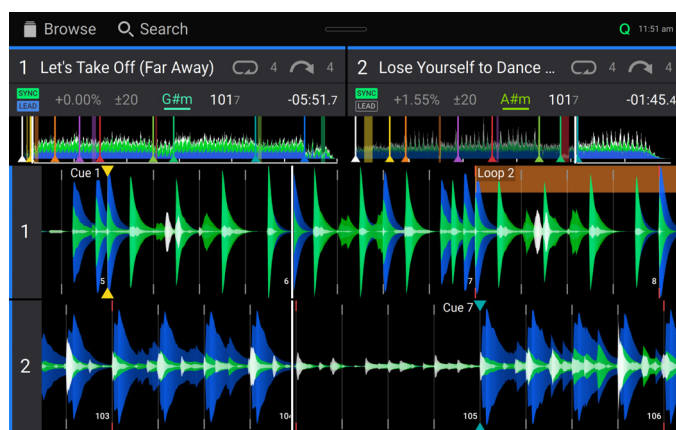 Browse Search Q 11:51 am
1 Let's Take Off (Far Away) 4 4
2 Lose Yourself to Dance ... 4 4
SYNC LEAD +0.00% ±20 G#m 1017 -05:51.7
SYNC LEAD +1.55% ±20 A#m 1017 -01:45.4
Cue 1 Loop 2
1
5 6 7 8
Cue 7
2
103 104 105 106